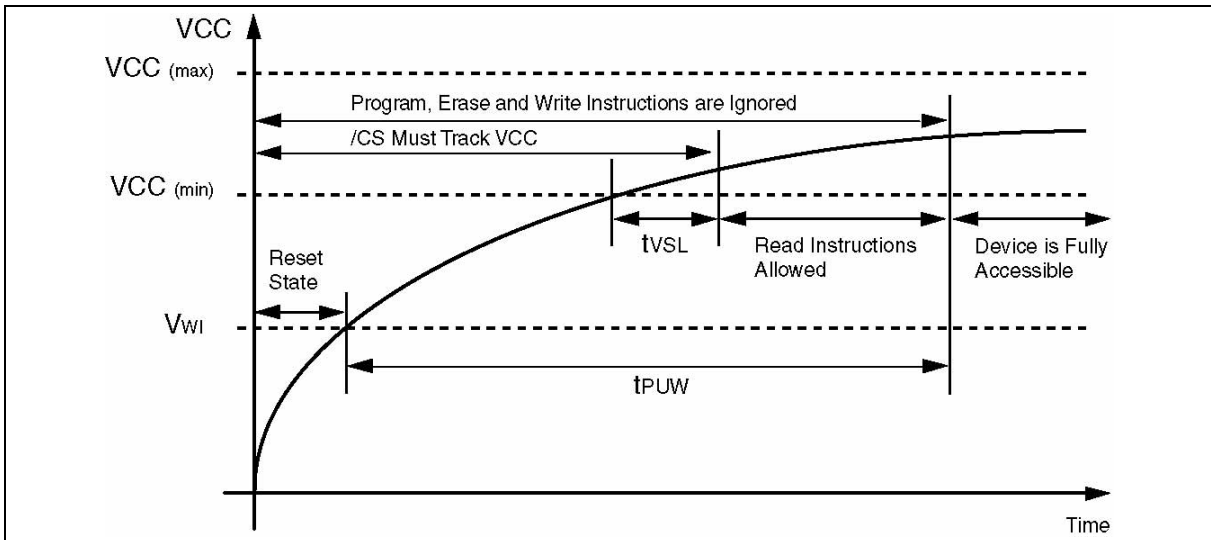 VCC
VCC (max)
Program, Erase and Write Instructions are Ignored
/CS Must Track VCC
VCC (min)
tVSL
Read Instructions
Allowed
Device is Fully
Accessible
Reset
State
VWI
tPUW
Time